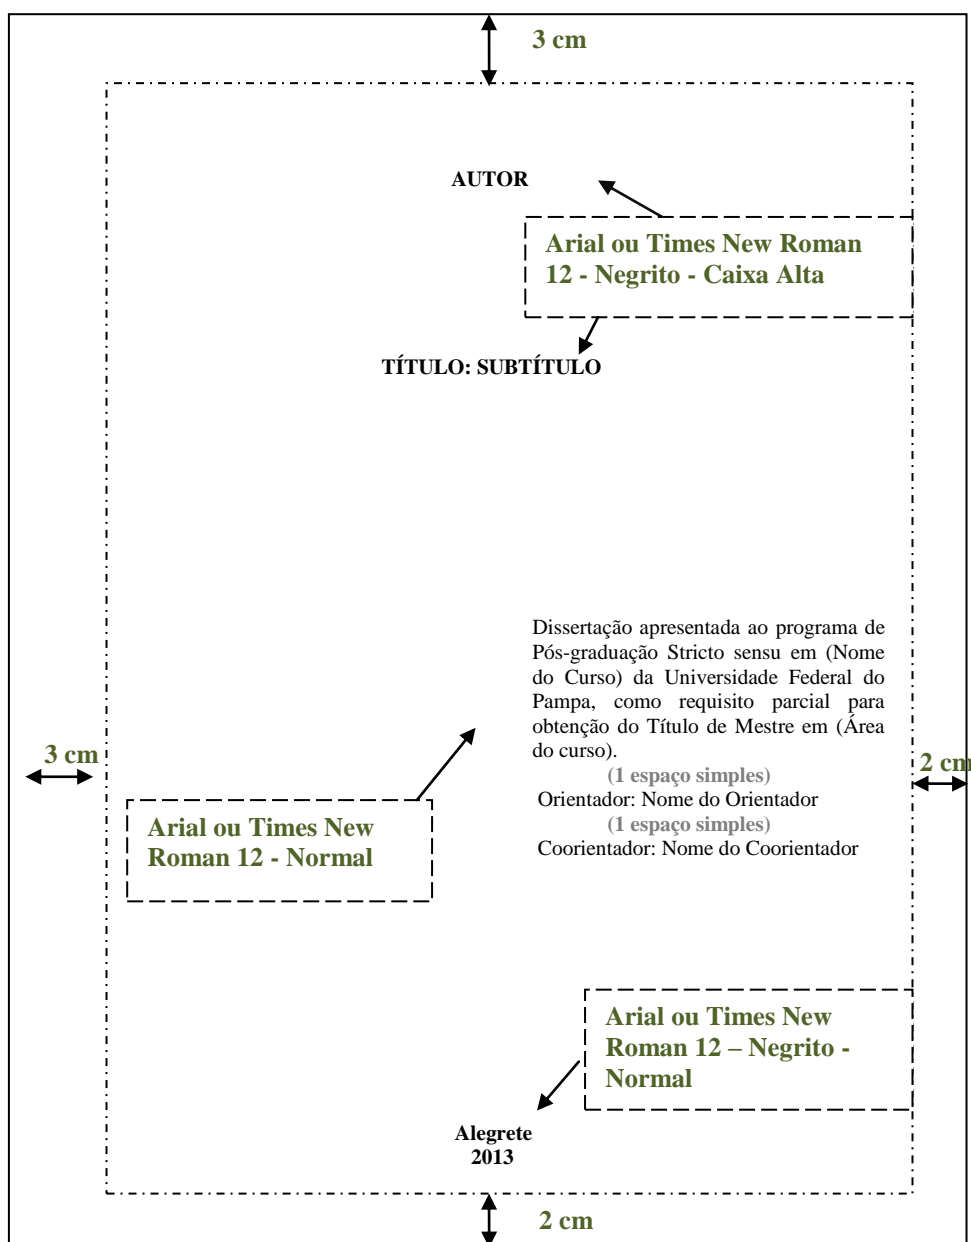 3 cm
AUTOR
Arial ou Times New Roman
12 - Negrito - Caixa Alta
TÍTULO: SUBTÍTULO
Dissertação apresentada ao programa de
Pós-graduação Stricto sensu em (Nome
do Curso) da Universidade Federal do
Pampa, como requisito parcial para
obtenção do Título de Mestre em (Área
do curso).
(1 espaço simples)
Orientador: Nome do Orientador
(1 espaço simples)
Coorientador: Nome do Coorientador
3 cm
2 cm
Arial ou Times New
Roman 12 - Normal
Arial ou Times New
Roman 12 – Negrito -
Normal
Alegrete
2013
2 cm